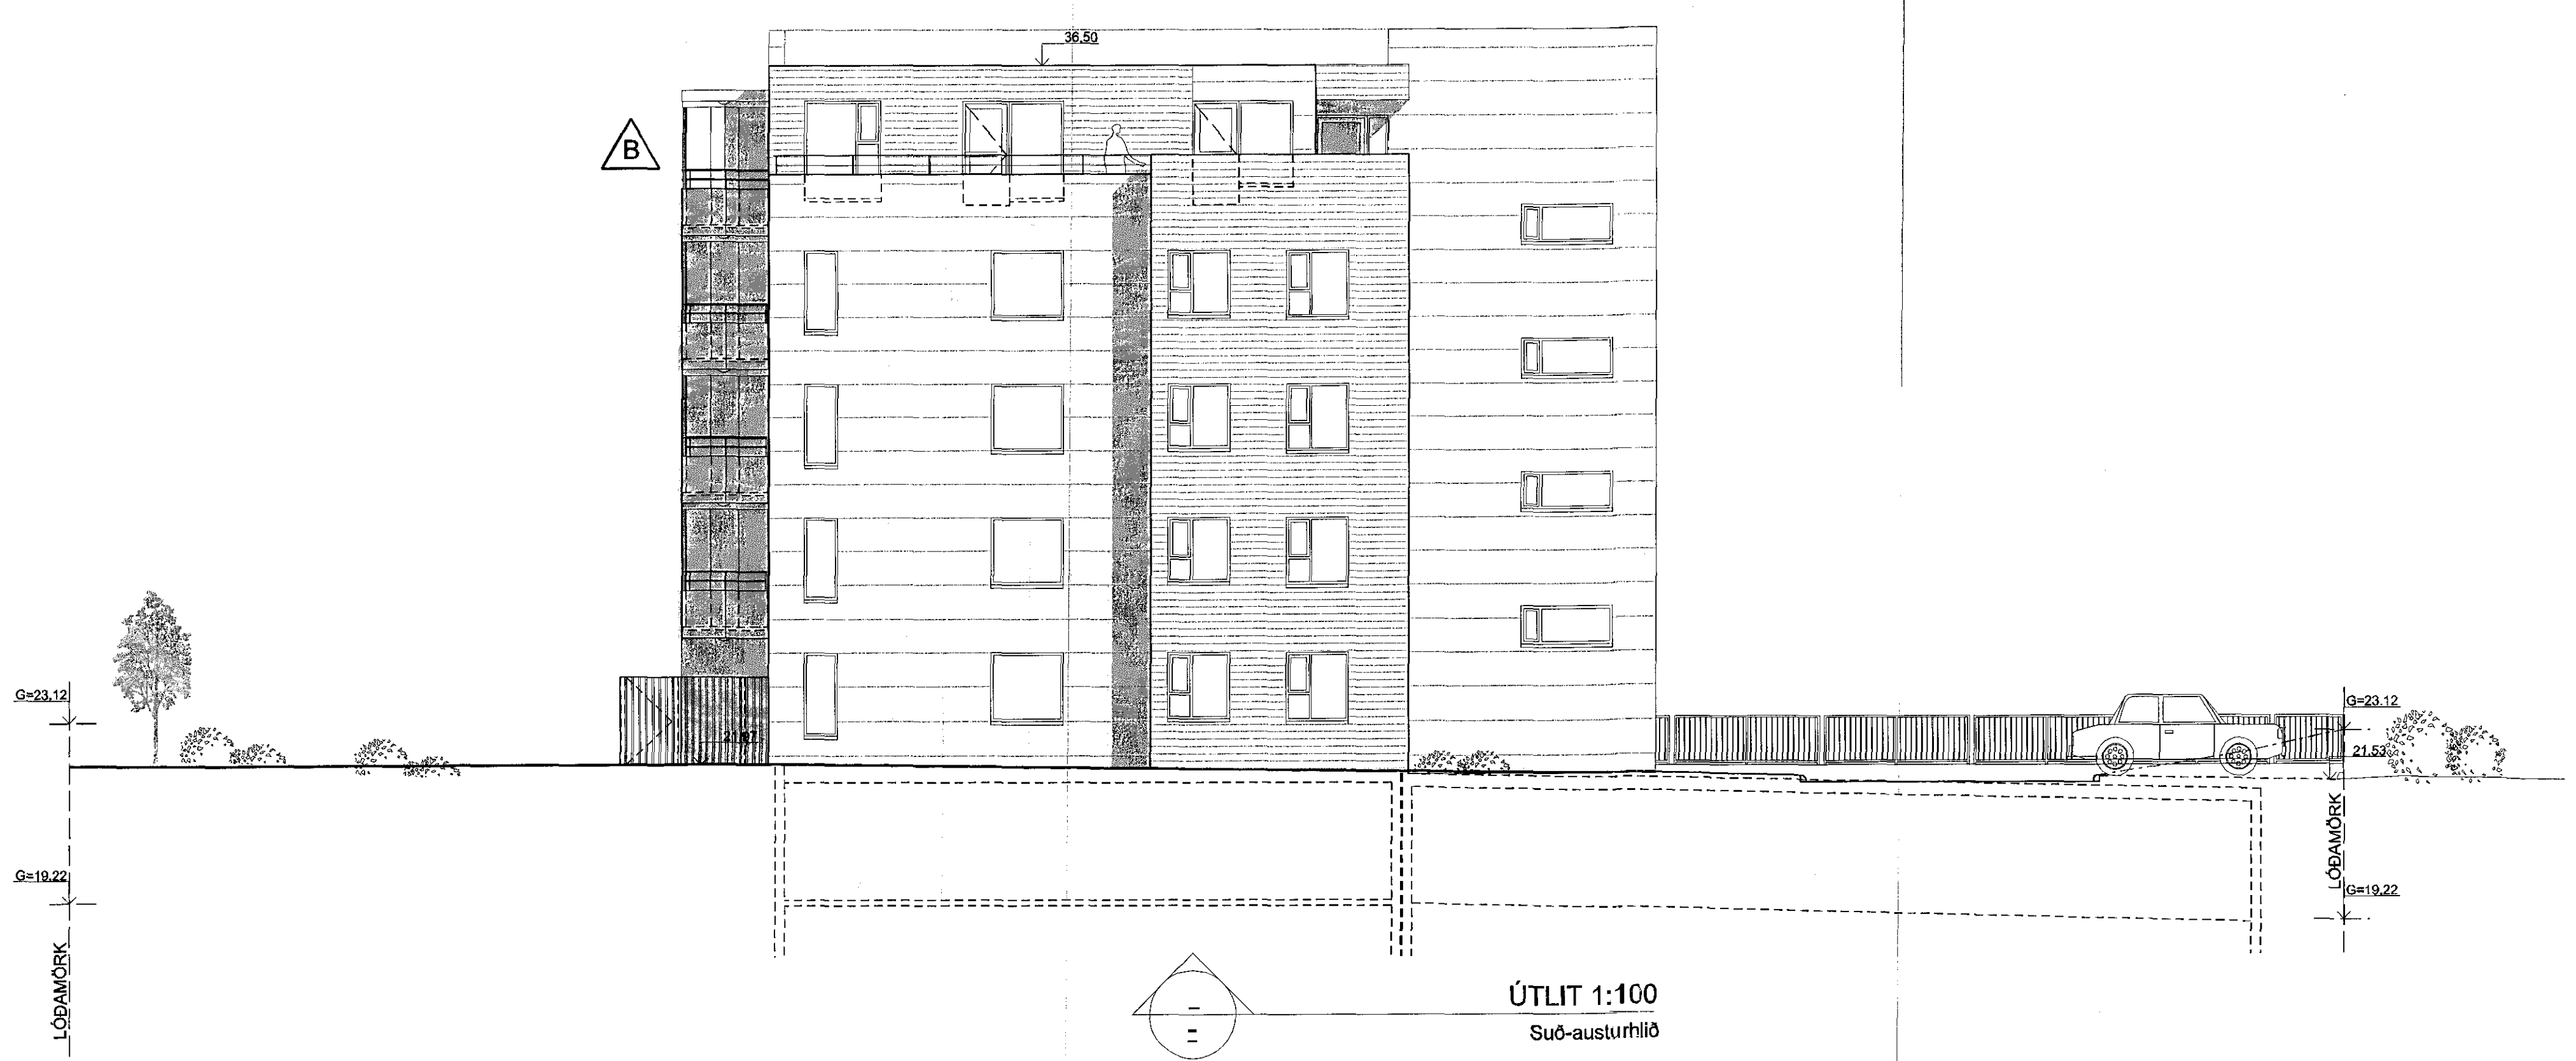 36,50
B
G=23,12
21,97
G=23.12
21,53
G=19,22
G=19,22
LÓÐAMÖRK
LÓÐAMÖRK
ÚTLIT 1:100
Suð-austurhlið